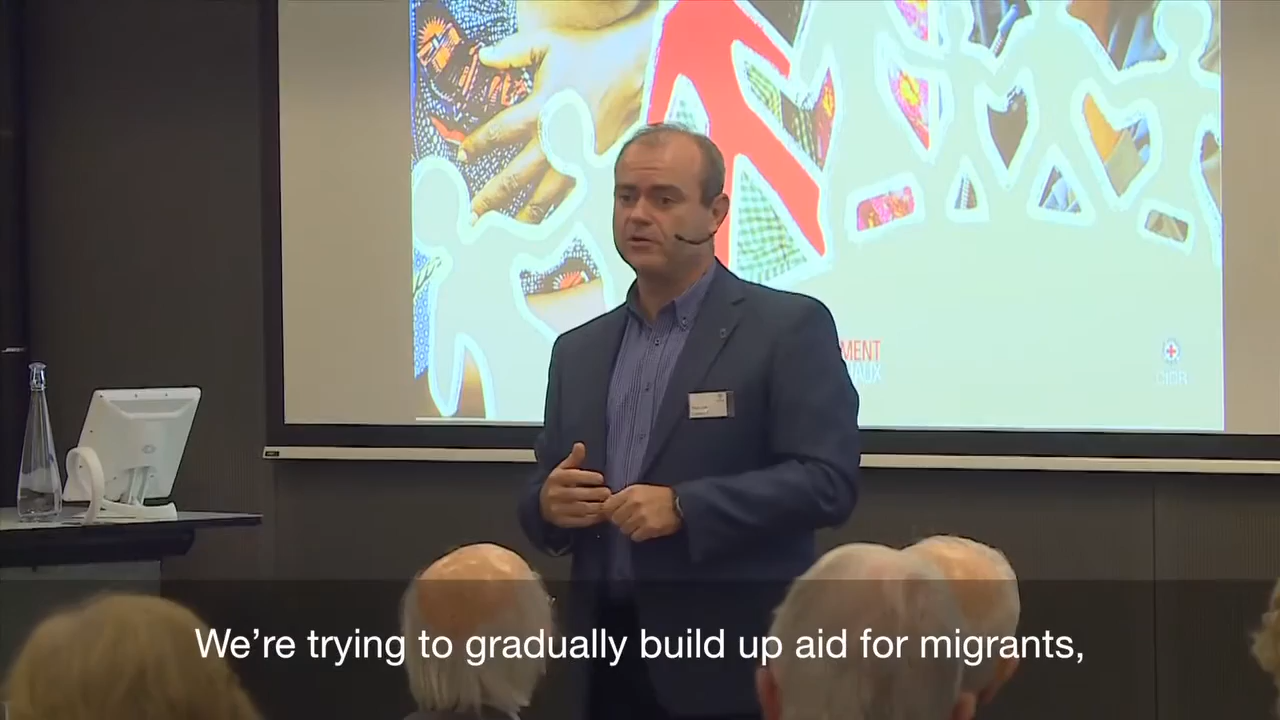 MENT
AUX
CICR
We’re trying to gradually build up aid for migrants,